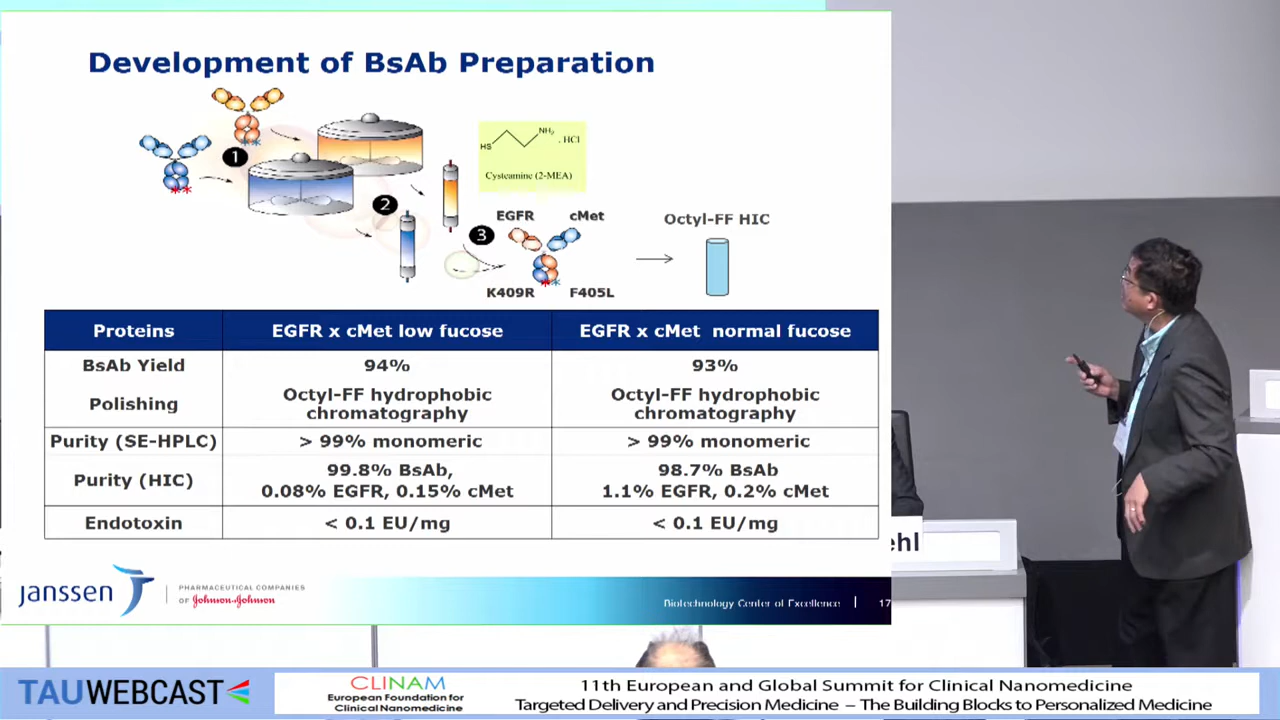 Development of BsAb Preparation
1
2
3
HS
NH2
. HCl
Cysteamine (2-MEA)
EGFR
cMet
K409R
F405L
Octyl-FF HIC
Proteins
EGFR x cMet low fucose
EGFR x cMet normal fucose
BsAb Yield
94%
93%
Polishing
Octyl-FF hydrophobic
chromatography
Octyl-FF hydrophobic
chromatography
Purity (SE-HPLC)
> 99% monomeric
> 99% monomeric
Purity (HIC)
99.8% BsAb,
0.08% EGFR, 0.15% cMet
98.7% BsAb
1.1% EGFR, 0.2% cMet
Endotoxin
< 0.1 EU/mg
< 0.1 EU/mg
janssen
PHARMACEUTICAL COMPANIES
OF Johnson & Johnson
Biotechnology Center of Excellence | 17
ehl
TAUWEBCAST
CLINAM
European Foundation for
Clinical Nanomedicine
11th European and Global Summit for Clinical Nanomedicine
Targeted Delivery and Precision Medicine – The Building Blocks to Personalized Medicine